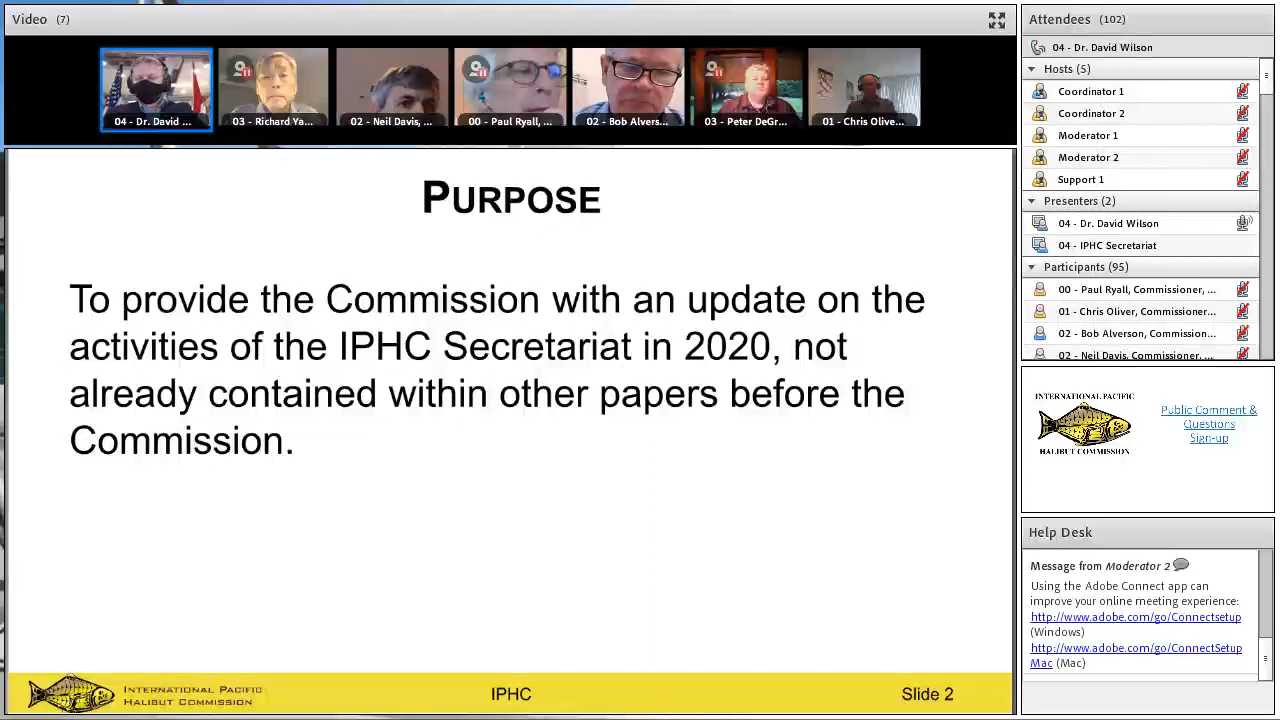 Video (7)
04 - Dr. David ...
03 - Richard Ya...
02 - Neil Davis, ...
00 - Paul Ryall, ...
02 - Bob Alvers...
03 - Peter DeGr...
01 - Chris Olive...
PURPOSE
To provide the Commission with an update on the
activities of the IPHC Secretariat in 2020, not
already contained within other papers before the
Commission.
INTERNATIONAL PACIFIC
HALIBUT COMMISSION
IPHC
Slide 2
Attendees (102)
04 - Dr. David Wilson
Hosts (5)
Coordinator 1
Coordinator 2
Moderator 1
Moderator 2
Support 1
Presenters (2)
04 - Dr. David Wilson
04 - IPHC Secretariat
Participants (95)
00 - Paul Ryall, Commissioner, ...
01 - Chris Oliver, Commissioner...
02 - Bob Alverson, Commission...
02 - Neil Davis, Commissioner, ...
INTERNATIONAL PACIFIC
HALIBUT COMMISSION
Public Comment &
Questions
Sign-up
Help Desk
Message from Moderator 2
Using the Adobe Connect app can
improve your online meeting experience:
http://www.adobe.com/go/Connectsetup
(Windows)
http://www.adobe.com/go/ConnectSetup
Mac (Mac)